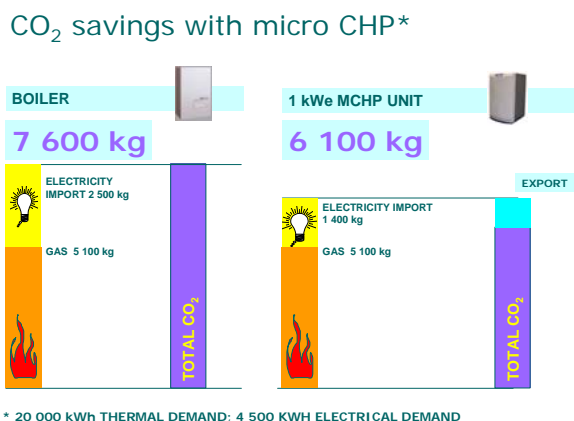 CO2 savings with micro CHP*
BOILER
7 600 kg
ELECTRICITY
IMPORT 2 500 kg
GAS 5 100 kg
TOTAL CO2
1 kWe MCHP UNIT
6 100 kg
EXPORT
ELECTRICITY IMPORT
1 400 kg
GAS 5 100 kg
TOTAL CO2
* 20 000 kWh THERMAL DEMAND: 4 500 KWH ELECTRICAL DEMAND